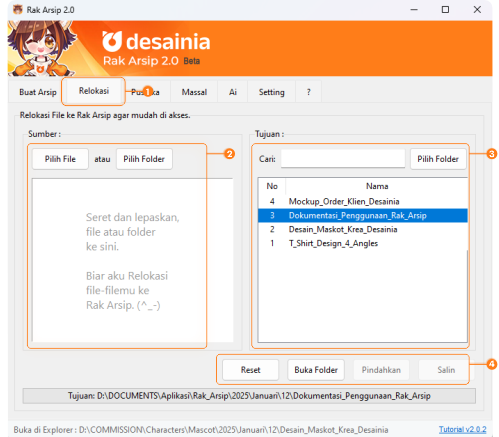 Rak Arsip 2.0
desainia
Rak Arsip 2.0 Beta
Buat Arsip Relokasi Pustaka Massal Ai Setting ?
1
Relokasi File ke Rak Arsip agar mudah di akses.
Sumber :
Pilih File atau Pilih Folder
2
Seret dan lepaskan,
file atau folder
ke sini.
Biar aku Relokasi
file-filemu ke
Rak Arsip. (^_-)
Tujuan :
Cari: Pilih Folder
3
No Nama
4 Mockup_Order_Klien_Desainia
3 Dokumentasi_Penggunaan_Rak_Arsip
2 Desain_Maskot_Krea_Desainia
1 T_Shirt_Design_4_Angles
Reset Buka Folder Pindahkan Salin
4
Tujuan: D:\DOCUMENTS\Aplikasi\Rak_Arsip\2025\Januari\12\Dokumentasi_Penggunaan_Rak_Arsip
Buka di Explorer : D:\COMMISSION\Characters\Mascot\2025\Januari\12\Desain_Maskot_Krea_Desainia Tutorial v2.0.2